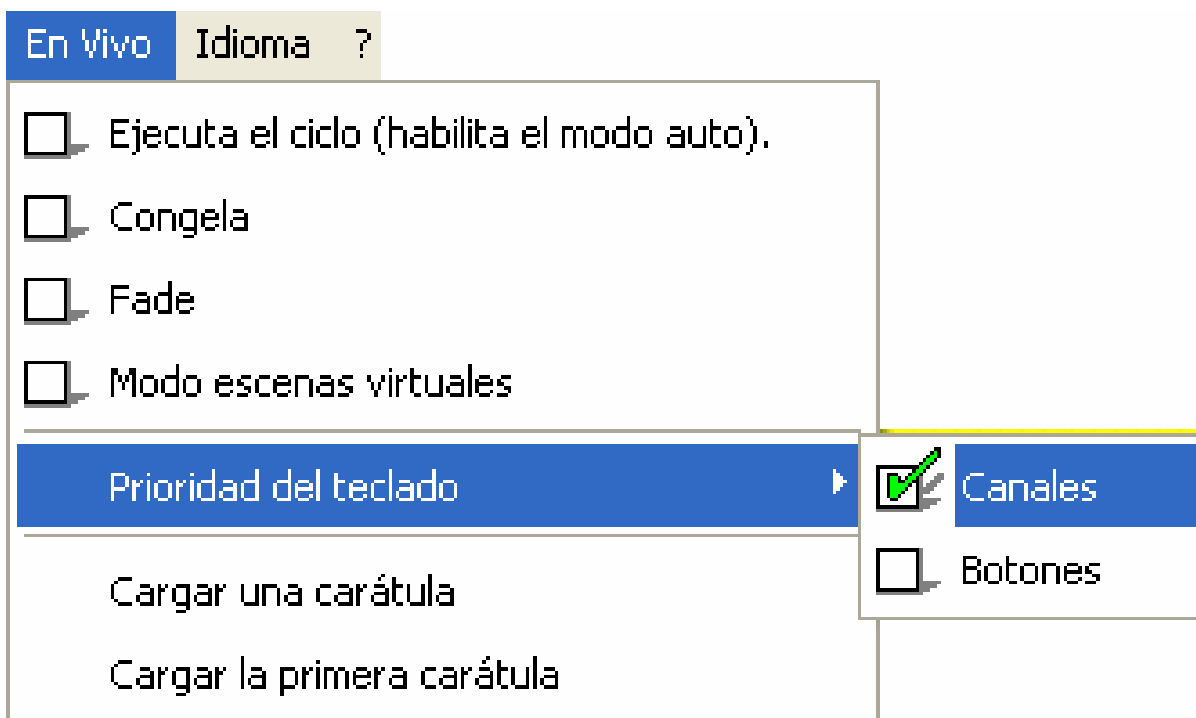 En Vivo Idioma ?
Ejecuta el ciclo (habilita el modo auto).
Congela
Fade
Modo escenas virtuales
Prioridad del teclado
Canales
Botones
Cargar una carátula
Cargar la primera carátula